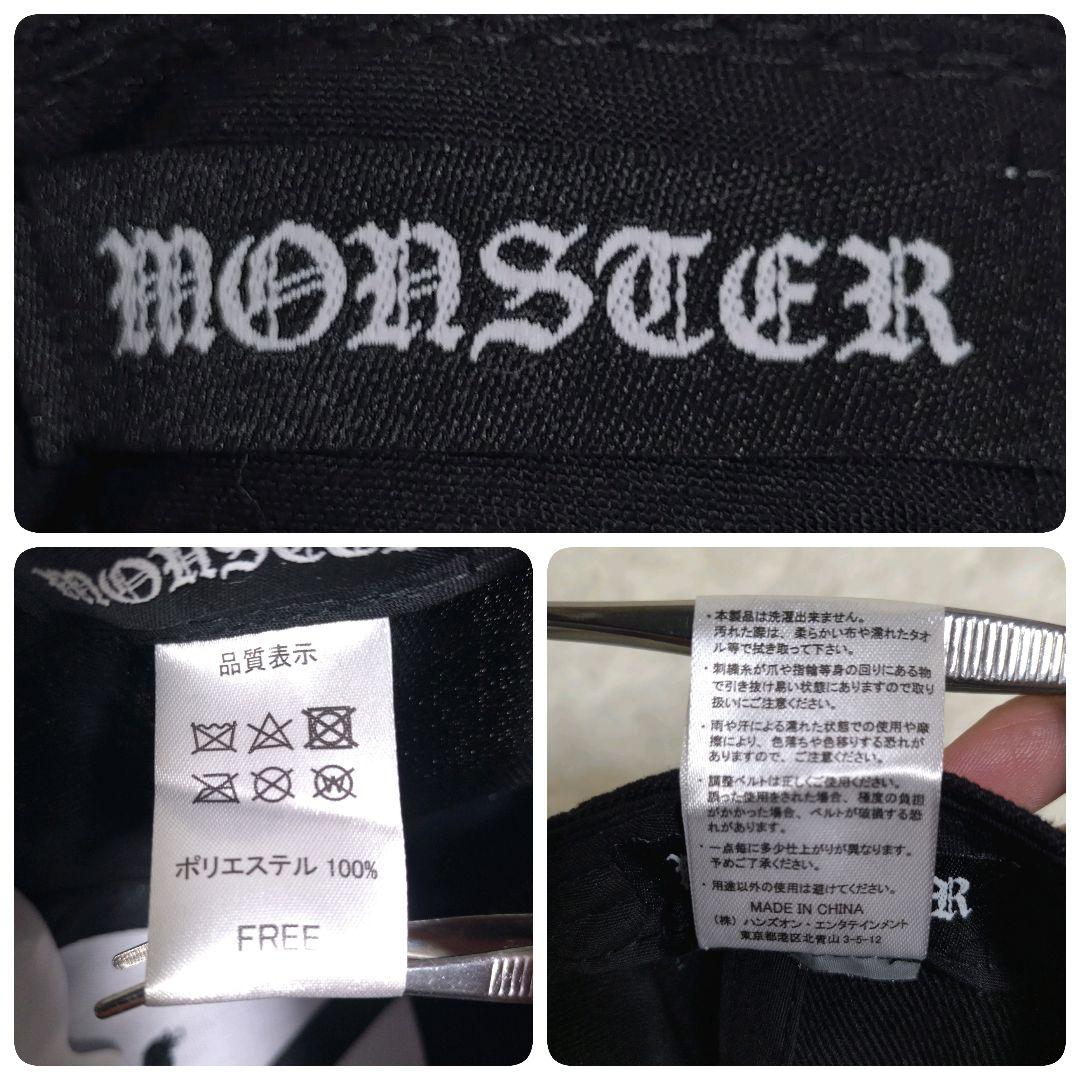 MONSTER
MONSTER
品質表示
W
ポリエステル 100%
FREE
・本製品は洗濯出来ません。
汚れた際は、柔らかい布や濡れたタオ
ル等で拭き取って下さい。
・刺繍糸が爪や指輪等身の回りにある物
で引き抜け易い状態にありますので取り
扱いにご注意ください。
・雨や汗による濡れた状態での使用や摩
擦により、色落ちや色移りする恐れが
ありますので、ご注意ください。
・調整ベルトは正しくご使用ください。
誤った使用をされた場合、極度の負担
がかかった場合、ベルトが破損する恐
れがあります。
・一点毎に多少仕上がりが異なります。
予めご了承ください。
・用途以外の使用は避けてください。
MADE IN CHINA
（株）ハンズオン・エンタテインメント
東京都港区北青山 3-5-12
R